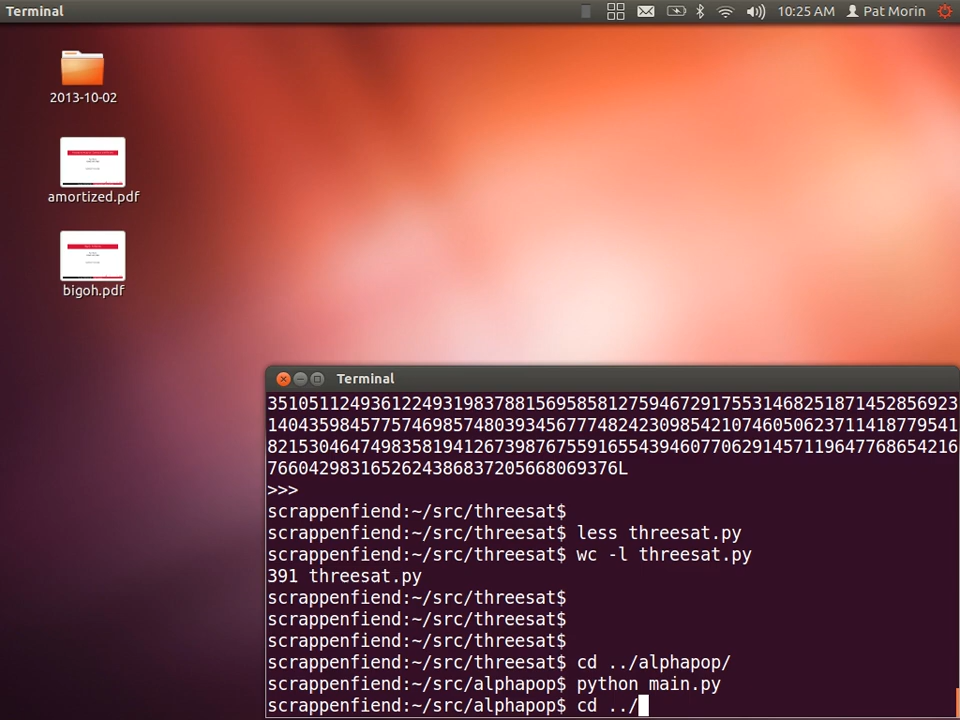 Terminal
10:25 AM
Pat Morin
2013-10-02
amortized.pdf
bigoh.pdf
Terminal
3510511249361224931983788156958581275946729175531468251871452856923
1404359845775746985748039345677748242309854210746050623711418779541
8215304647498358194126739876755916554394607706291457119647768654216
7660429831652624386837205668069376L
>>>
scrappenfiend:~/src/threesat$
scrappenfiend:~/src/threesat$ less threesat.py
scrappenfiend:~/src/threesat$ wc -l threesat.py
391 threesat.py
scrappenfiend:~/src/threesat$
scrappenfiend:~/src/threesat$
scrappenfiend:~/src/threesat$
scrappenfiend:~/src/threesat$ cd ../alphapop/
scrappenfiend:~/src/alphapop$ python main.py
scrappenfiend:~/src/alphapop$ cd ../